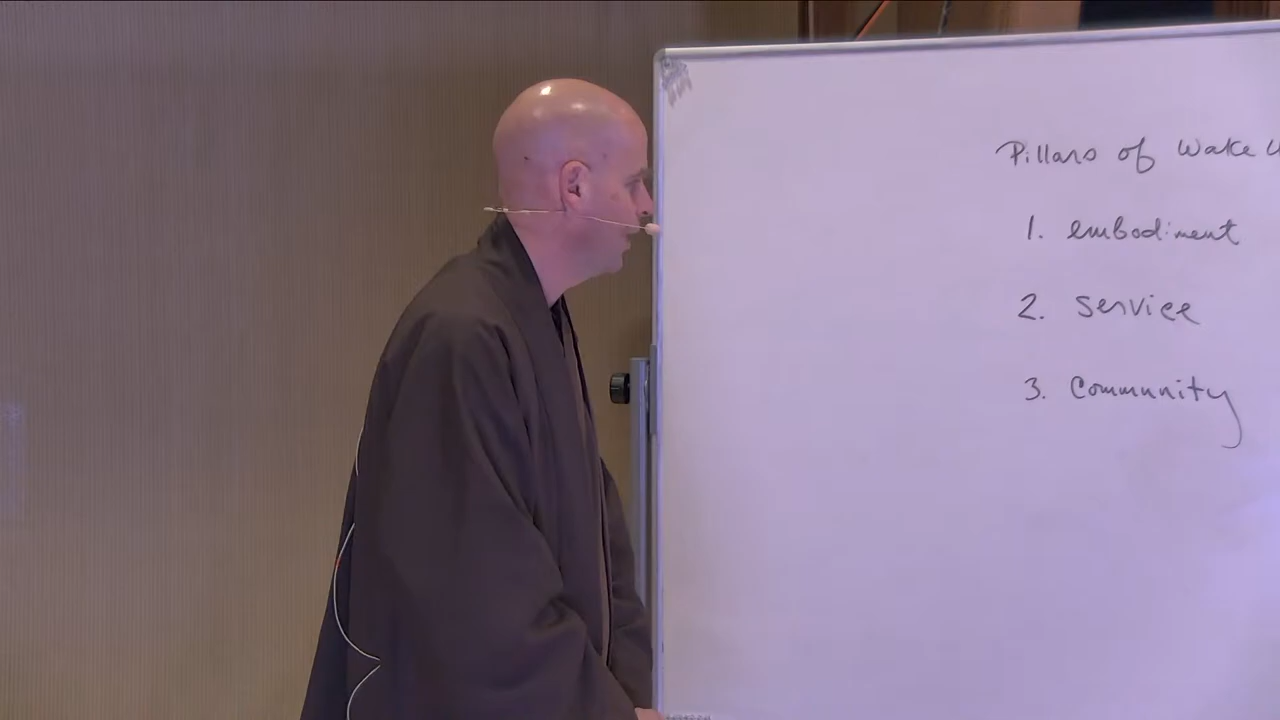 Pillars of Wake U
1. embodiment
2. Service
3. Community